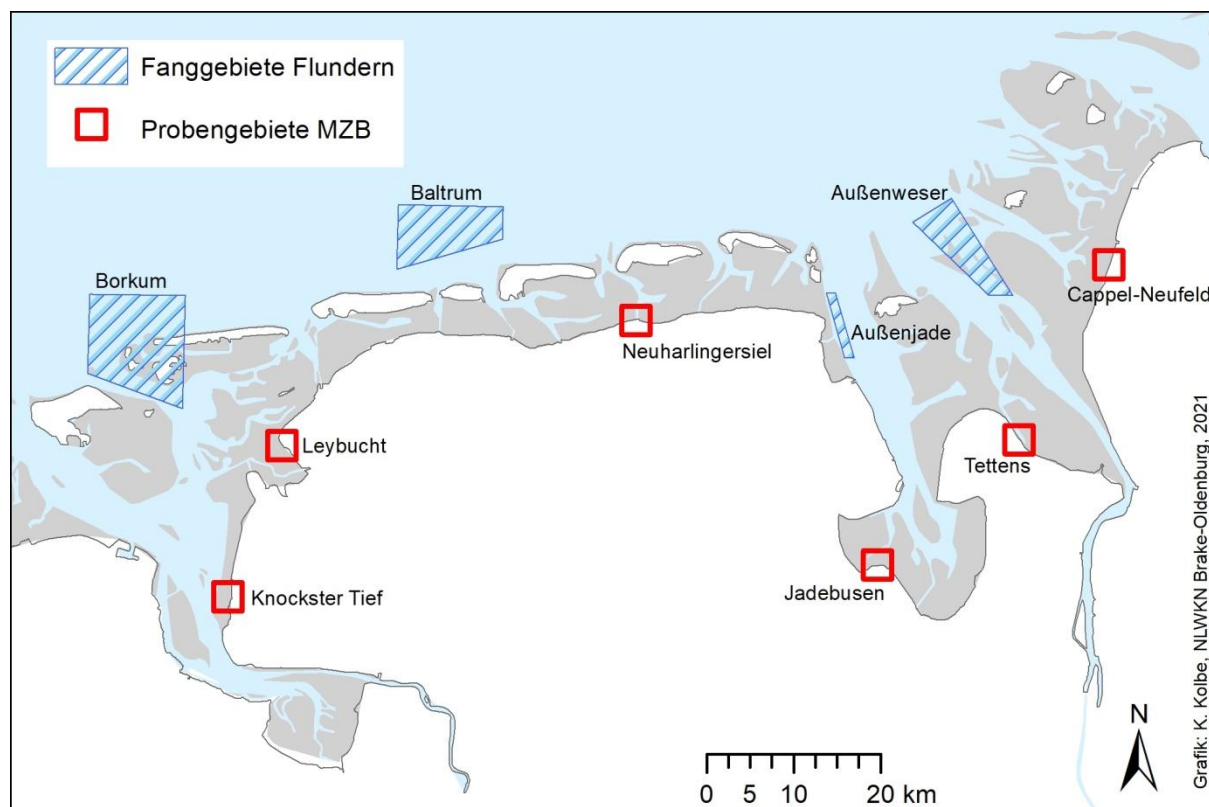 Fanggebiete Flundern
Probengebiete MZB
Baltrum
Außenweser
Borkum
Cappel-Neufeld
Außenjade
Neuharlingersiel
Leybucht
Tettens
Jadebusen
Knockster Tief
N
0 5 10 20 km
Grafik: K. Kolbe, NLWKN Brake-Oldenburg, 2021